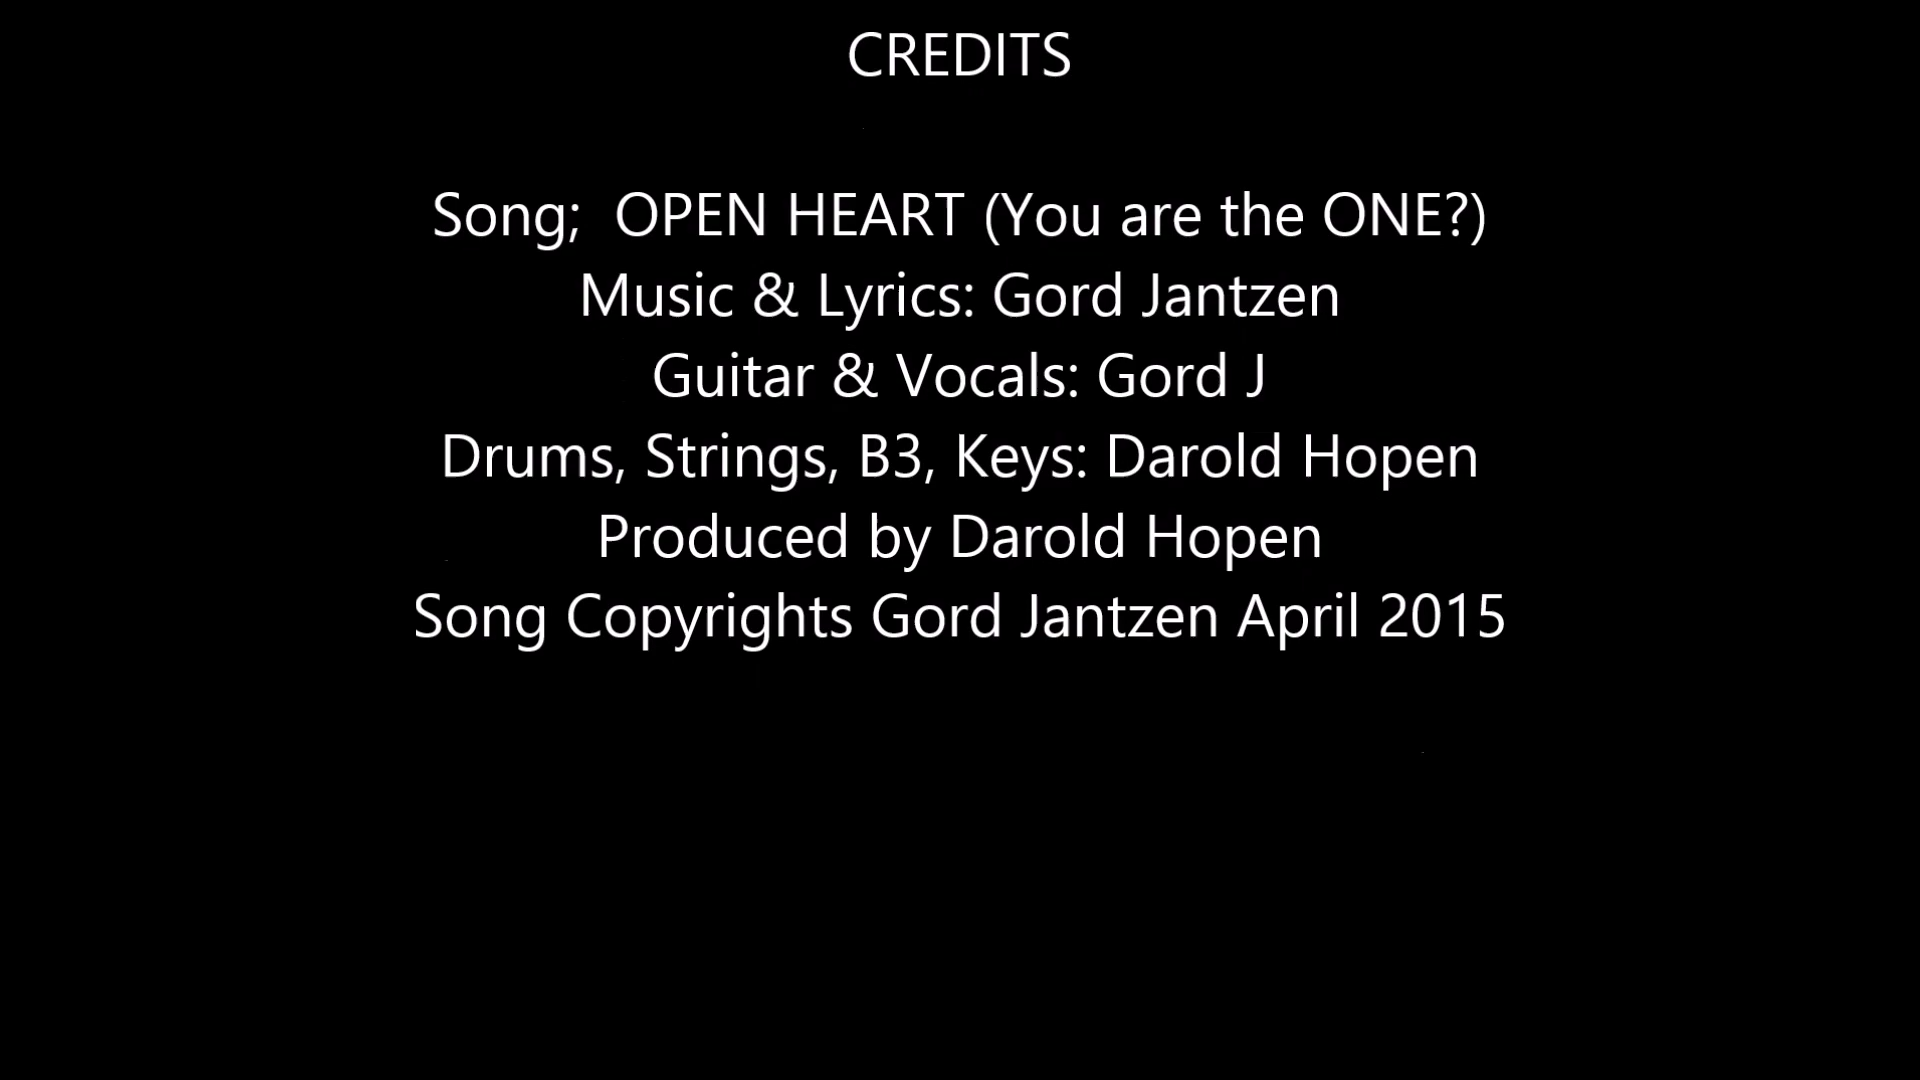 CREDITS
Song;  OPEN HEART (You are the ONE?)
Music & Lyrics: Gord Jantzen
Guitar & Vocals: Gord J
Drums, Strings, B3, Keys: Darold Hopen
Produced by Darold Hopen
Song Copyrights Gord Jantzen April 2015